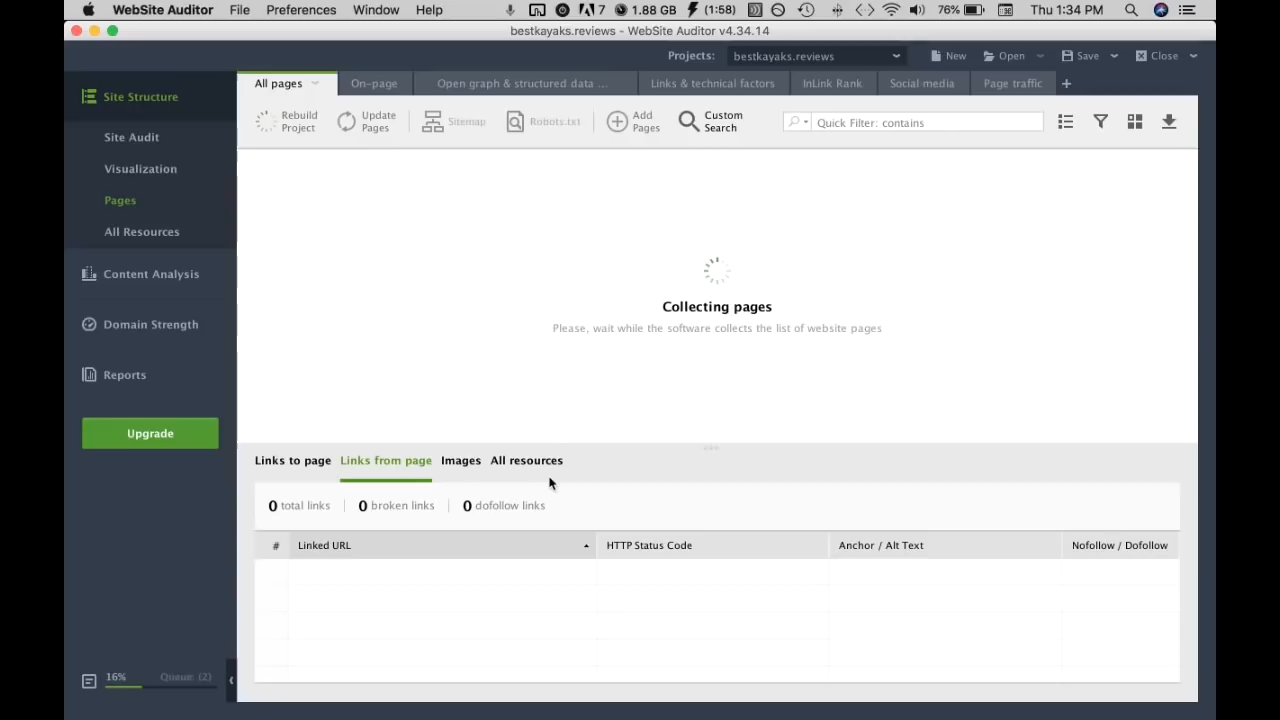 WebSite Auditor File Preferences Window Help 7 1.88 GB (1:58) 76% Thu 1:34 PM
bestkayaks.reviews - WebSite Auditor v4.34.14
Projects: bestkayaks.reviews New Open Save Close
Site Structure
Site Audit
Visualization
Pages
All Resources
Content Analysis
Domain Strength
Reports
Upgrade
16% Queue (2)
All pages On-page Open graph & structured data ... Links & technical factors InLink Rank Social media Page traffic
Rebuild Project Update Pages Sitemap Robots.txt Add Pages Custom Search Quick Filter: contains
Collecting pages
Please, wait while the software collects the list of website pages
Links to page Links from page Images All resources
0 total links 0 broken links 0 dofollow links
# Linked URL HTTP Status Code Anchor / Alt Text Nofollow / Dofollow